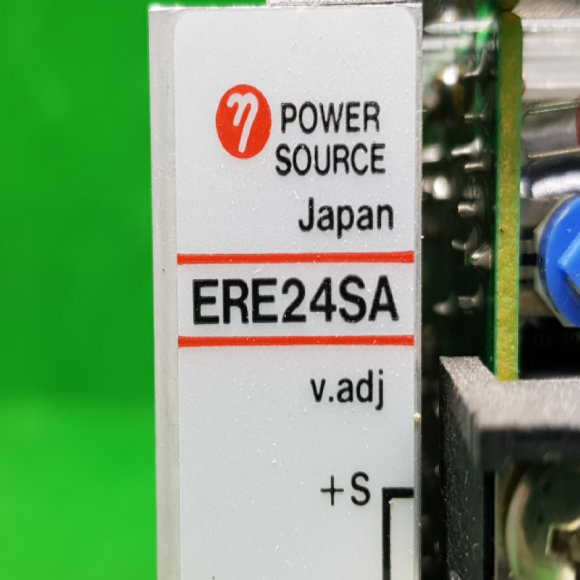 η POWER
SOURCE
Japan
ERE24SA
v.adj
+S